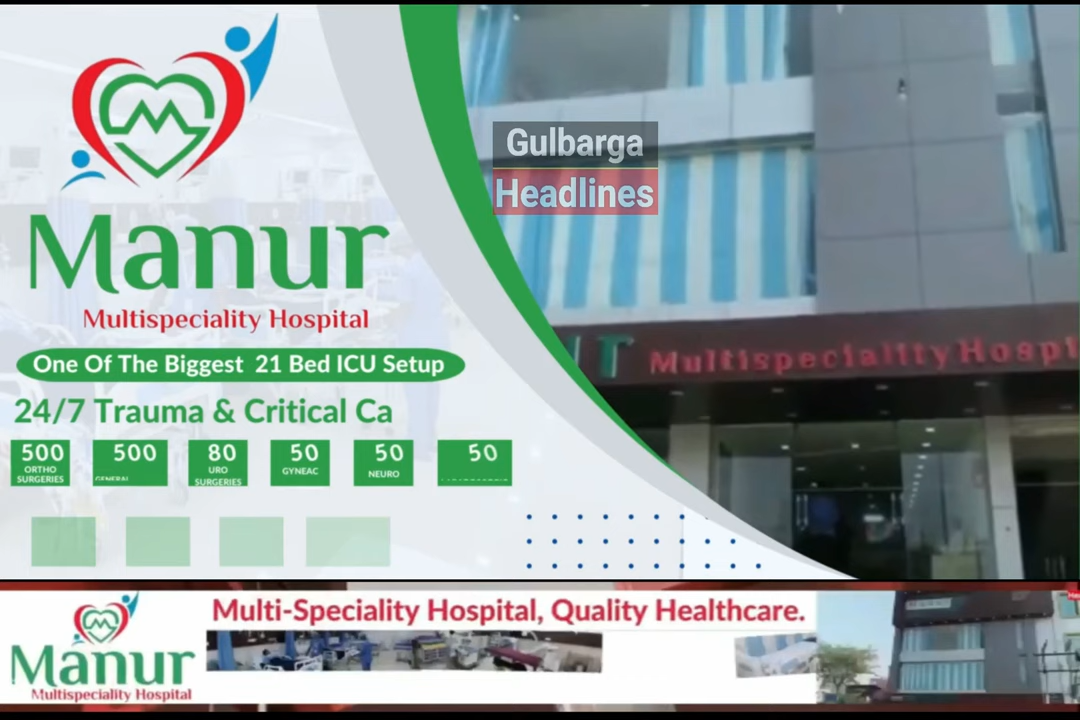 Manur
Multispeciality Hospital
One Of The Biggest 21 Bed ICU Setup
24/7 Trauma & Critical Ca
500
ORTHO
SURGERIES
500
GENERAL
80
URO
SURGERIES
50
GYNEAC
50
NEURO
50
Gulbarga
Headlines
Multispeciality Hospi
Multi-Speciality Hospital, Quality Healthcare.
Manur
Multispeciality Hospital